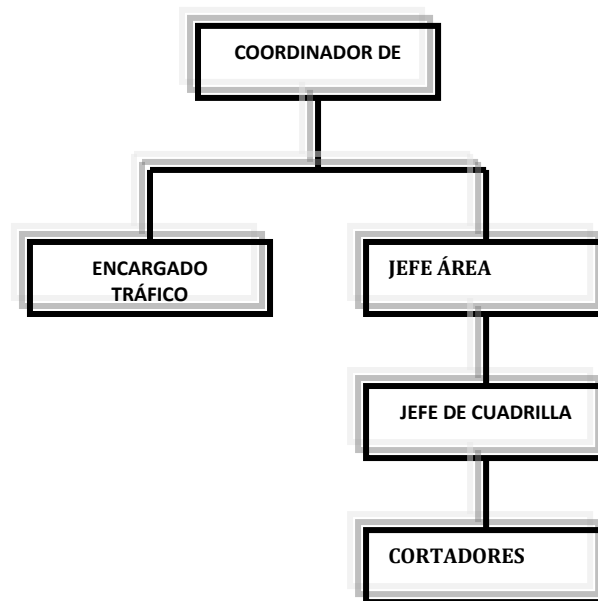 COORDINADOR DE
ENCARGADO
TRÁFICO
JEFE ÁREA
JEFE DE CUADRILLA
CORTADORES